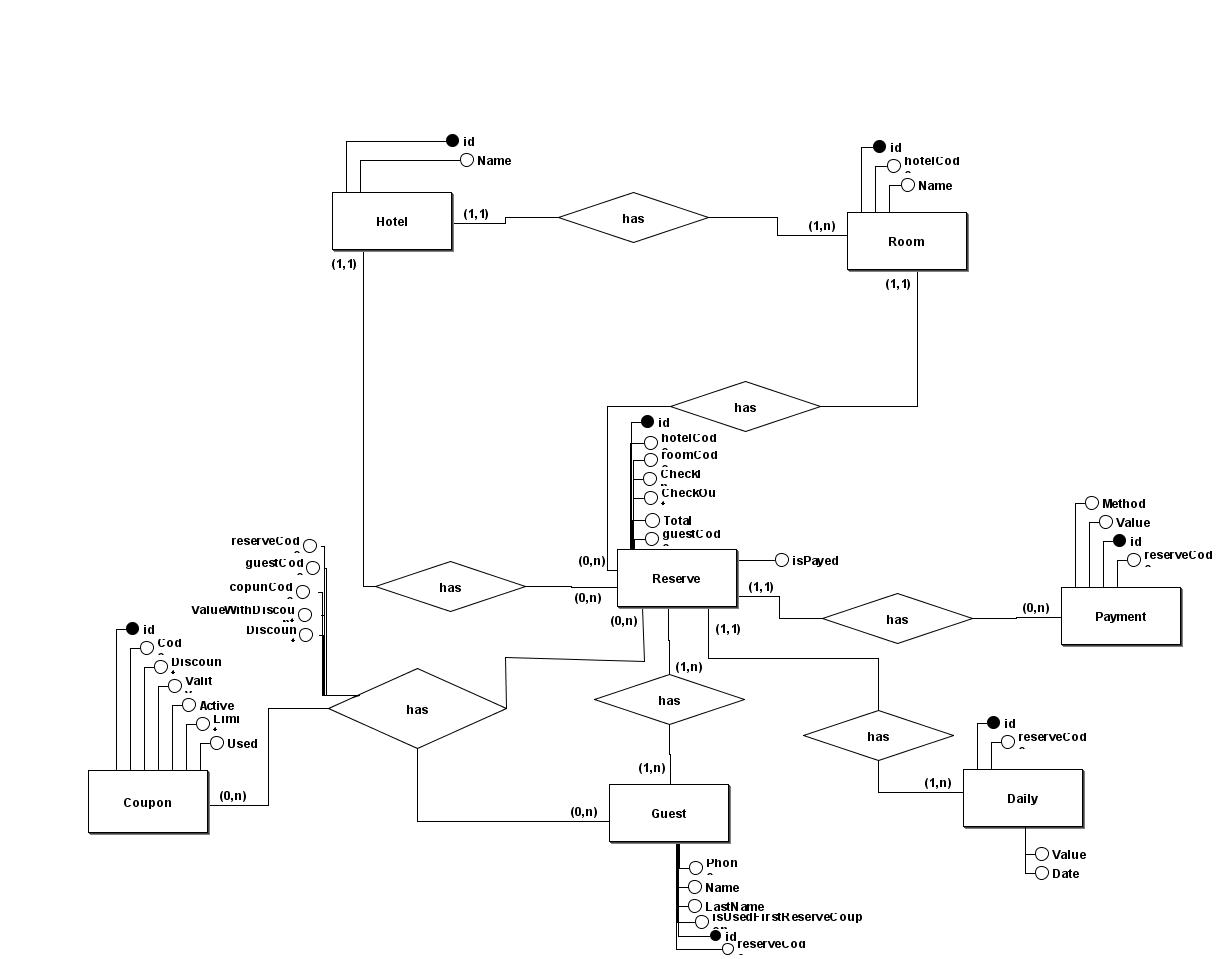 id
Name
Hotel
(1,1)
has
(1,n)
id
hotelCod
Name
Room
(1,1)
(1,1)
has
id
hotelCod
roomCod
CheckI
CheckOu
Total
guestCod
isPayed
(0,n)
Reserve
has
(0,n)
(0,n)
(1,1)
(1,1)
has
(0,n)
Method
Value
id
reserveCod
Payment
reserveCod
guestCod
copunCod
ValueWithDiscou
Discoun
id
Cod
Discoun
Valit
Active
Limi
Used
has
(1,n)
has
has
Coupon
(0,n)
(0,n)
(1,n)
Guest
(1,n)
id
reserveCod
Daily
Value
Date
Phon
Name
LastName
isUsedFirstReserveCoup
id
reserveCod